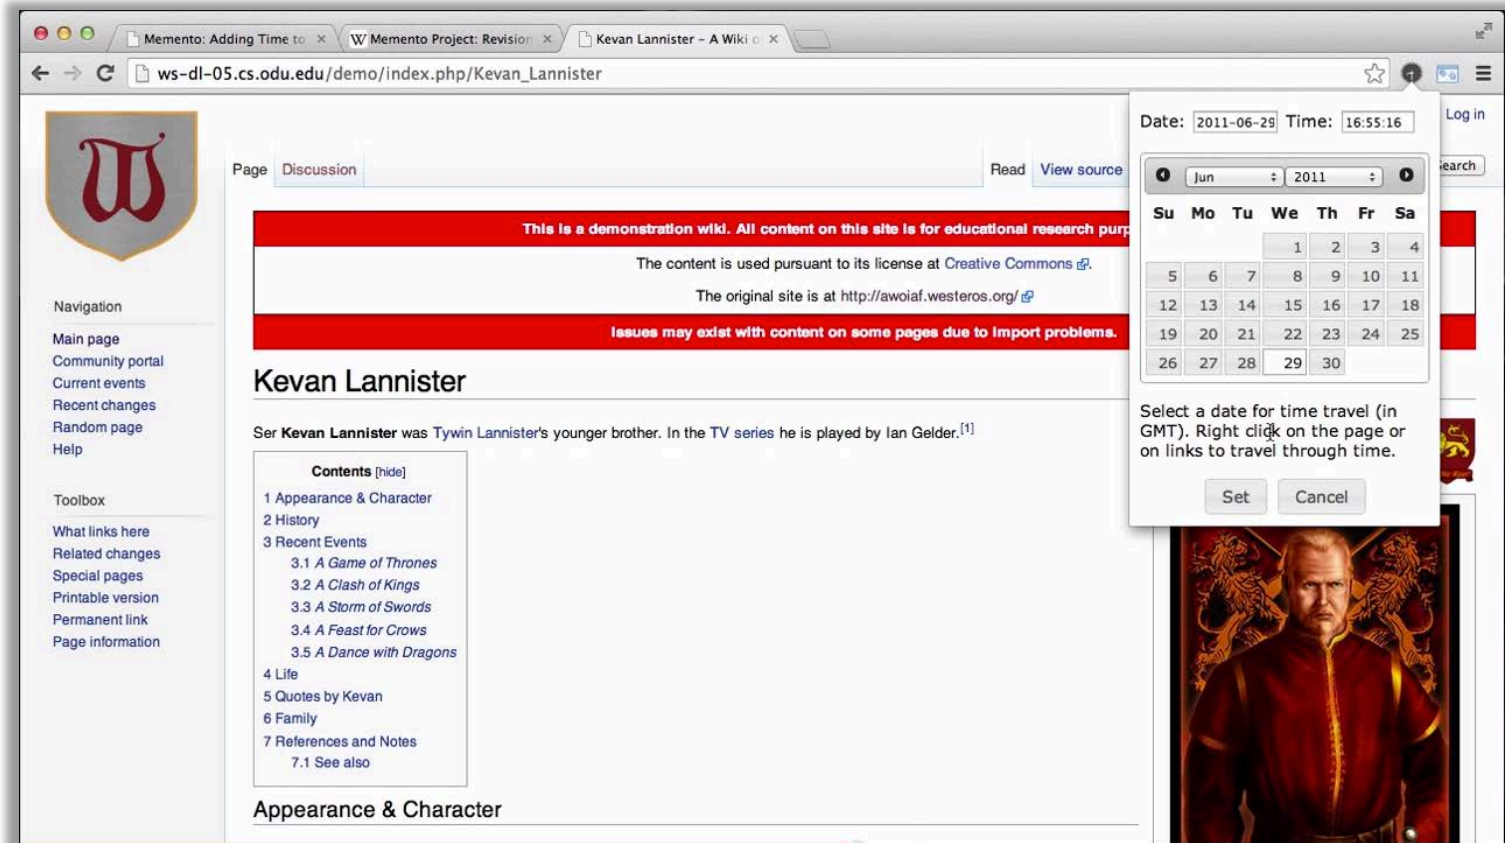 Memento: Adding Time to
Memento Project: Revision
Kevan Lannister – A Wiki o
ws-dl-05.cs.odu.edu/demo/index.php/Kevan_Lannister
Log in
Page Discussion
Read View source
Search
Date: 2011-06-29 Time: 16:55:16
Jun 2011
Su Mo Tu We Th Fr Sa
1 2 3 4
5 6 7 8 9 10 11
12 13 14 15 16 17 18
19 20 21 22 23 24 25
26 27 28 29 30
Select a date for time travel (in
GMT). Right click on the page or
on links to travel through time.
Set Cancel
This is a demonstration wiki. All content on this site is for educational research purp
The content is used pursuant to its license at Creative Commons.
The original site is at http://awoiaf.westeros.org/
Issues may exist with content on some pages due to import problems.
Navigation
Main page
Community portal
Current events
Recent changes
Random page
Help
Toolbox
What links here
Related changes
Special pages
Printable version
Permanent link
Page information
Kevan Lannister
Ser Kevan Lannister was Tywin Lannister's younger brother. In the TV series he is played by Ian Gelder.[1]
Contents [hide]
1 Appearance & Character
2 History
3 Recent Events
3.1 A Game of Thrones
3.2 A Clash of Kings
3.3 A Storm of Swords
3.4 A Feast for Crows
3.5 A Dance with Dragons
4 Life
5 Quotes by Kevan
6 Family
7 References and Notes
7.1 See also
Appearance & Character